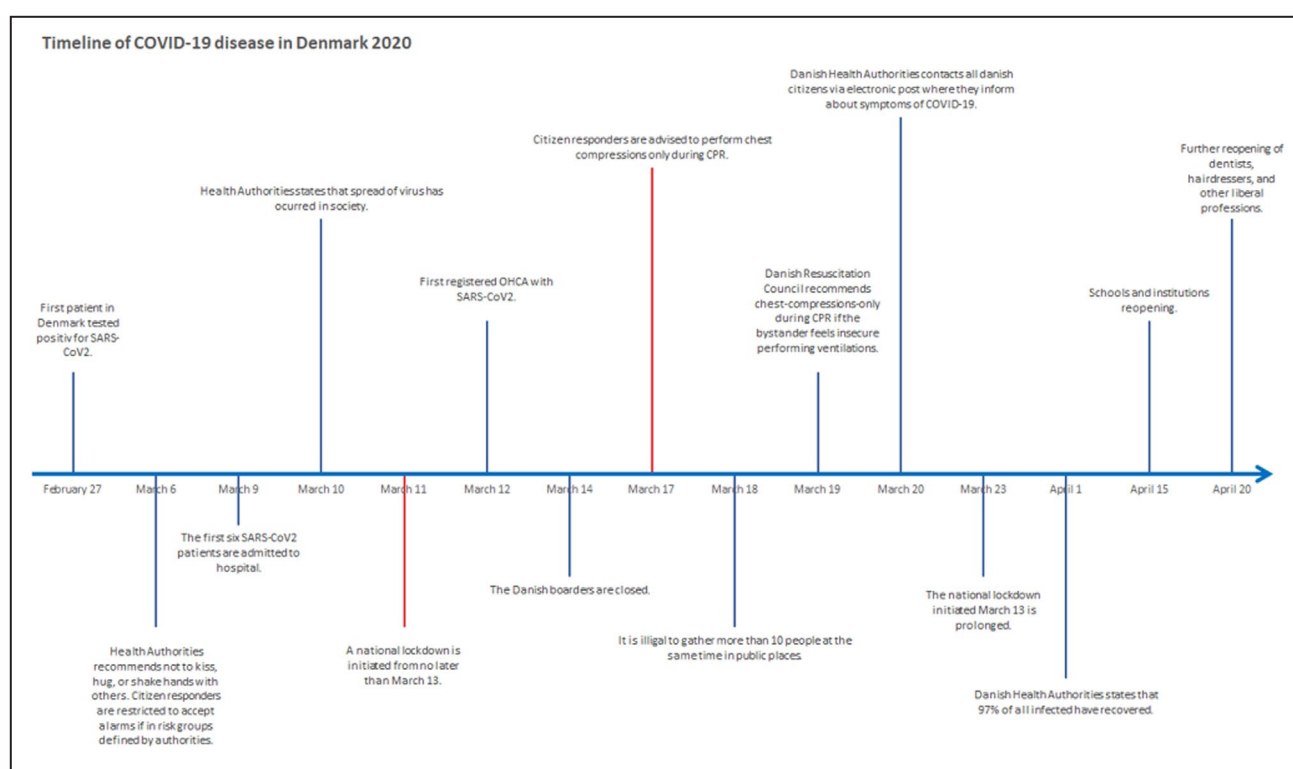 Timeline of COVID-19 disease in Denmark 2020
Danish Health Authorities contacts all danish
citizens via electronic post where they inform
about symptoms of COVID-19.
Citizen responders are advised to perform chest
compressions only during CPR.
Further reopening of
dentists,
hairdressers, and
other liberal
professions.
Health Authorities states that spread of virus has
ocurred in society.
First registered OHCA with
SARS-CoV2.
Danish Resuscitation
Council recommends
chest-compressions-only
during CPR if the
bystander feels insecure
performing ventilations.
Schools and institutions
reopening.
First patient in
Denmark tested
positiv for SARS-
CoV2.
February 27
March 6
March 9
March 10
March 11
March 12
March 14
March 17
March 18
March 19
March 20
March 23
April 1
April 15
April 20
The first six SARS-CoV2
patients are admitted to
hospital.
The Danish boarders are closed.
The national lockdown
initiated March 13 is
prolonged.
Health Authorities
recommends not to kiss,
hug, or shake hands with
others. Citizen responders
are restricted to accept
alarms if in risk groups
defined by authorities.
A national lockdown is
initiated from no later
than March 13.
It is illigal to gather more than 10 people at the
same time in public places.
Danish Health Authorities states that
97% of all infected have recovered.